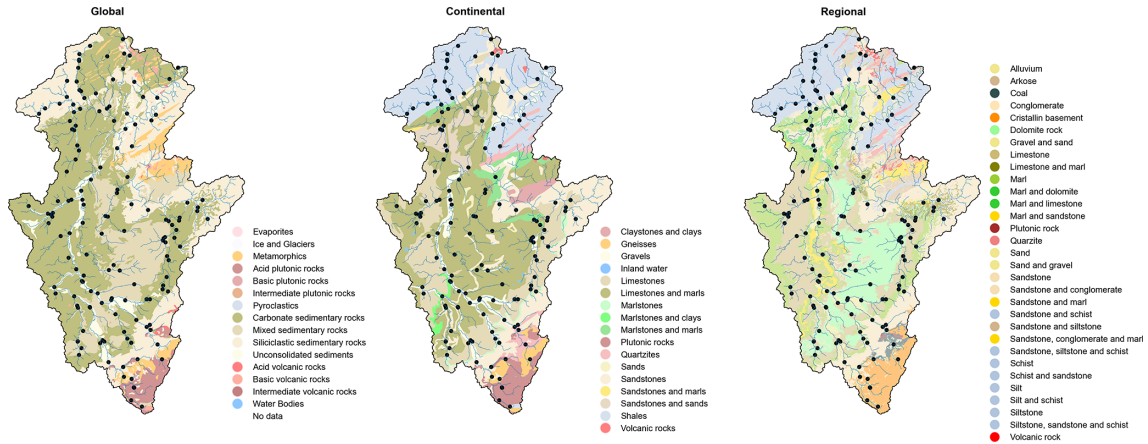 Global
Continental
Regional
Evaporites
Ice and Glaciers
Metamorphics
Acid plutonic rocks
Basic plutonic rocks
Intermediate plutonic rocks
Pyroclastics
Carbonate sedimentary rocks
Mixed sedimentary rocks
Siliciclastic sedimentary rocks
Unconsolidated sediments
Acid volcanic rocks
Basic volcanic rocks
Intermediate volcanic rocks
Water Bodies
No data
Claystones and clays
Gneisses
Gravels
Inland water
Limestones
Limestones and marls
Marlstones
Marlstones and clays
Marlstones and marls
Plutonic rocks
Quartzites
Sands
Sandstones
Sandstones and marls
Sandstones and sands
Shales
Volcanic rocks
Alluvium
Arkose
Coal
Conglomerate
Cristallin basement
Dolomite rock
Gravel and sand
Limestone
Limestone and marl
Marl
Marl and dolomite
Marl and limestone
Marl and sandstone
Plutonic rock
Quarzite
Sand
Sand and gravel
Sandstone
Sandstone and conglomerate
Sandstone and marl
Sandstone and schist
Sandstone and siltstone
Sandstone, conglomerate and marl
Sandstone, siltstone and schist
Schist
Schist and sandstone
Silt
Silt and schist
Siltstone
Siltstone, sandstone and schist
Volcanic rock